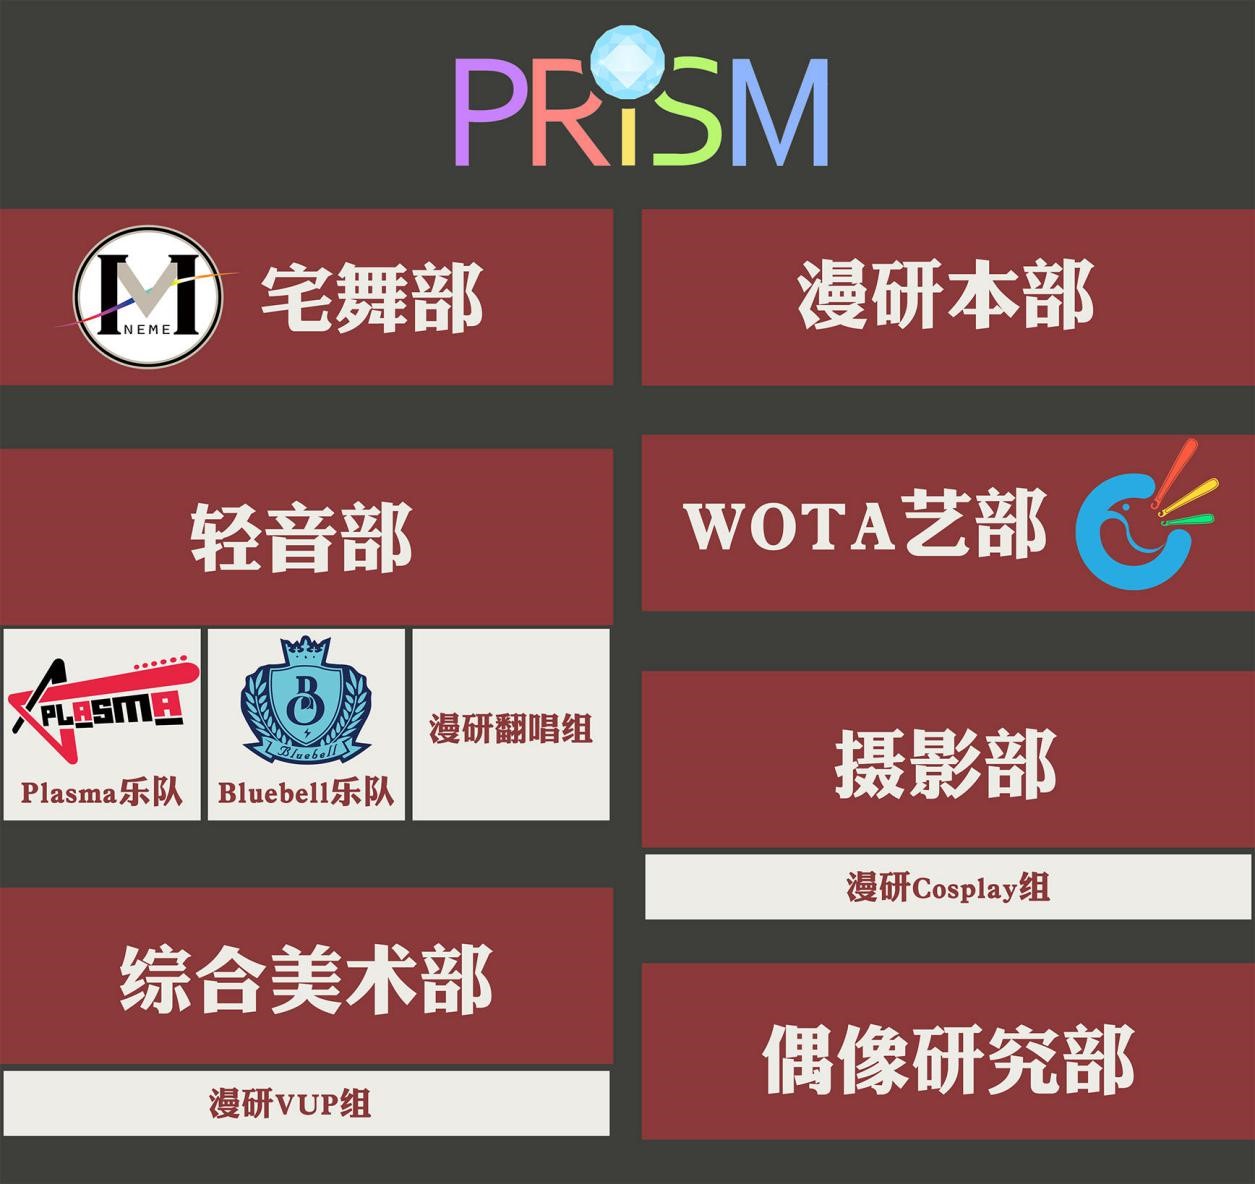 PRiSM
M
NEME
宅舞部
漫研本部
轻音部
WOTA艺部
PLASMA
Plasma乐队
B
Bluebell
Bluebell乐队
漫研翻唱组
摄影部
漫研Cosplay组
综合美术部
漫研VUP组
偶像研究部